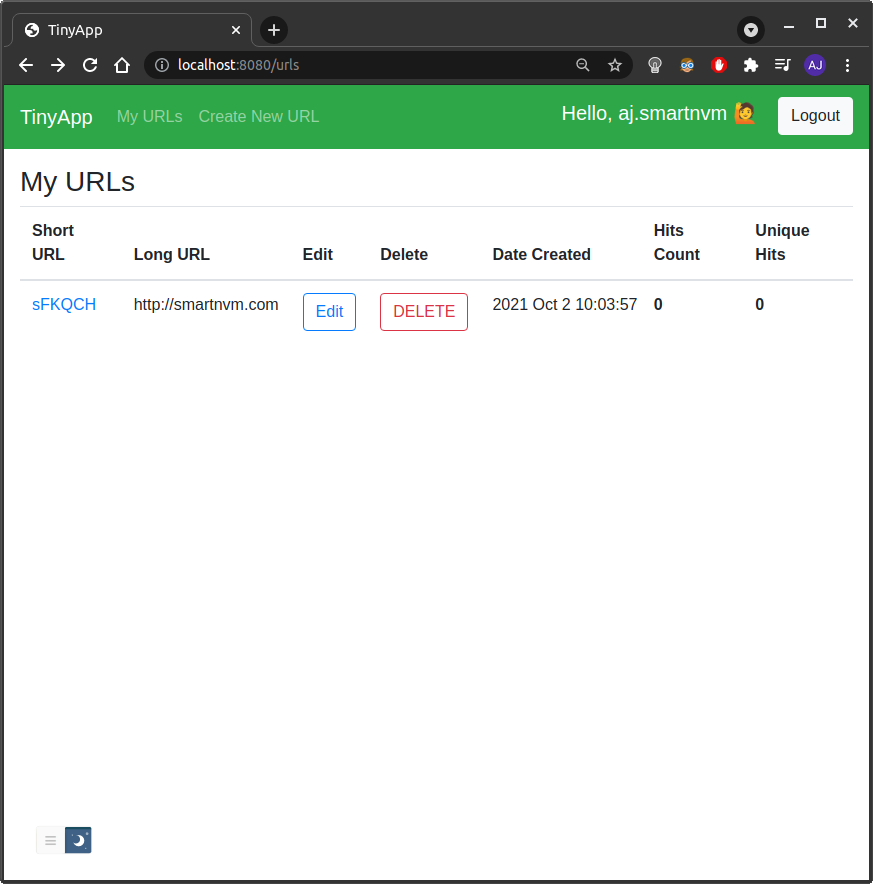 TinyApp
localhost:8080/urls
AJ
TinyApp My URLs Create New URL Hello, aj.smartnvm 🙋 Logout
My URLs
Short URL Long URL Edit Delete Date Created Hits Count Unique Hits
sFKQCH http://smartnvm.com Edit DELETE 2021 Oct 2 10:03:57 0 0